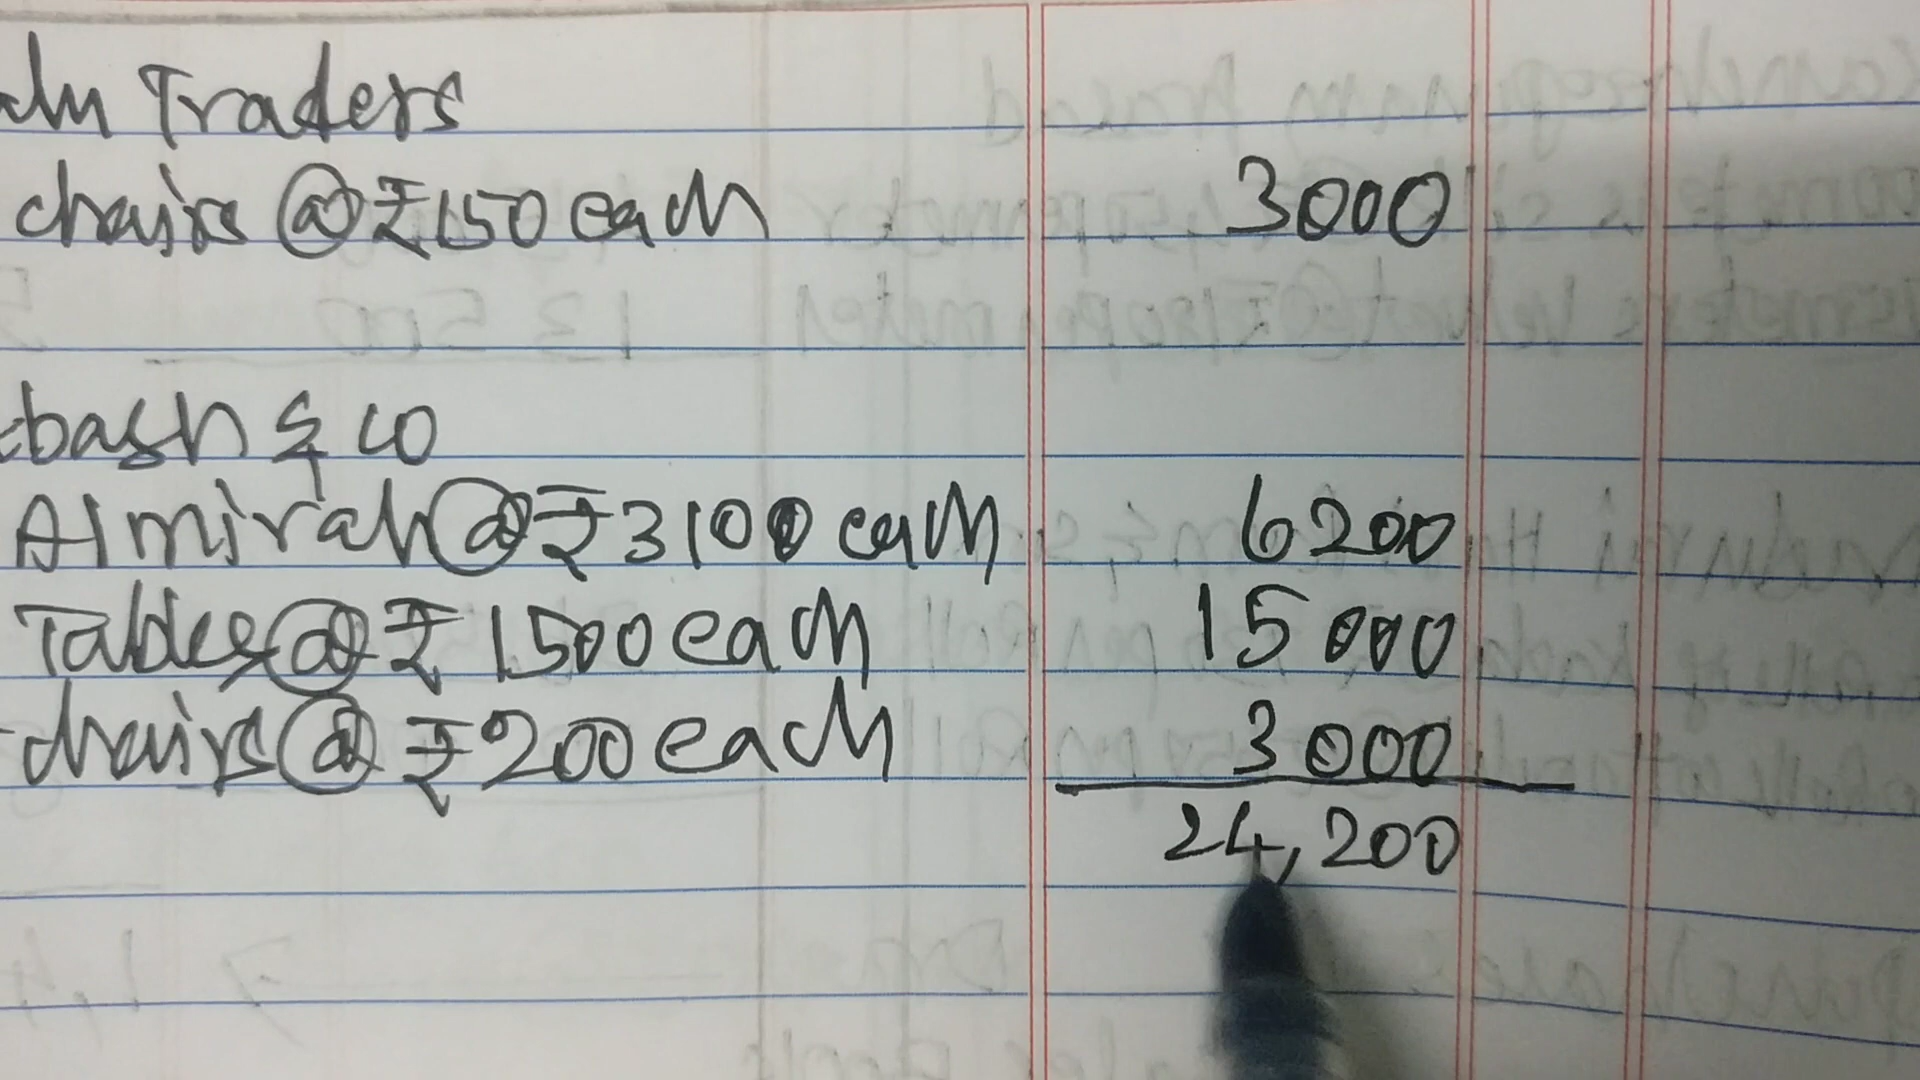 Traders
chairs @ ₹150 each 3000
bash & co
Almirah @ ₹3100 each 6200
Tables @ ₹1500 each 15000
chairs @ ₹200 each 3000
24,200